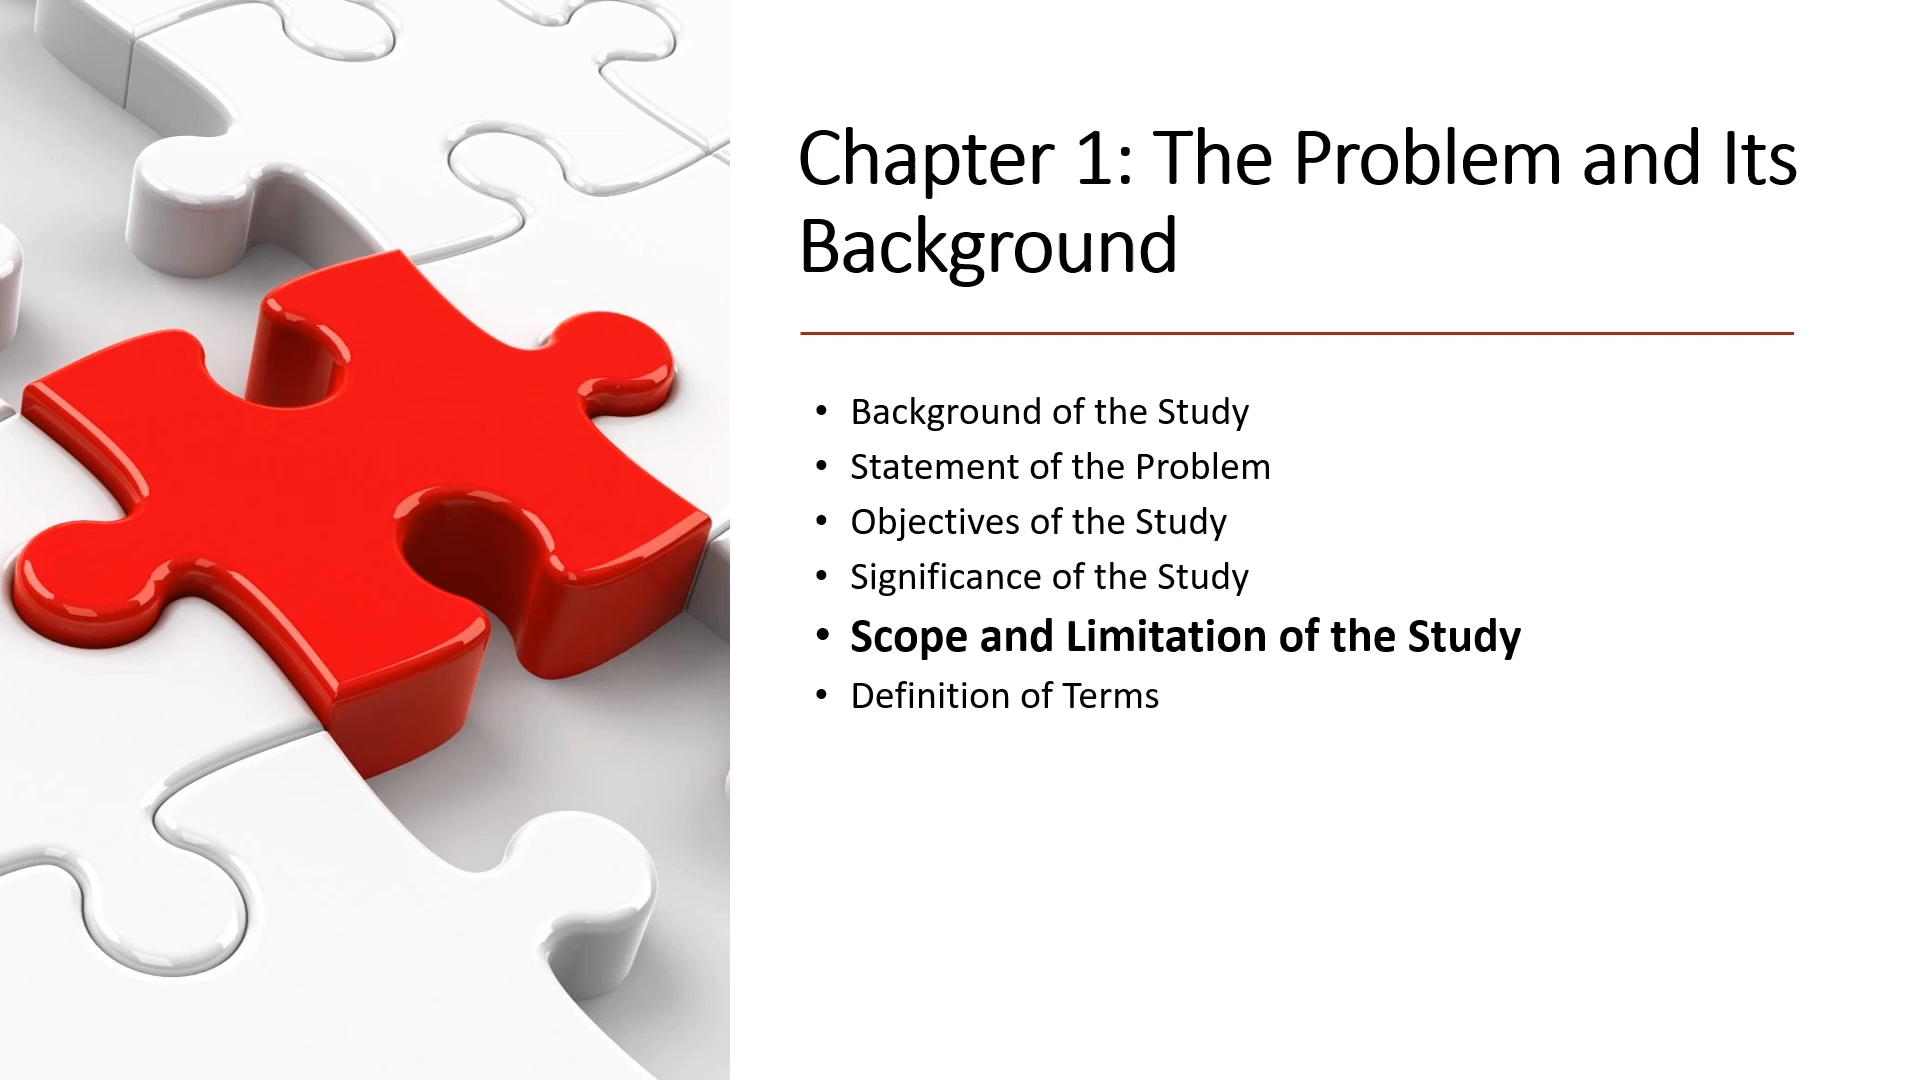 Chapter 1: The Problem and Its
Background
• Background of the Study
• Statement of the Problem
• Objectives of the Study
• Significance of the Study
• Scope and Limitation of the Study
• Definition of Terms